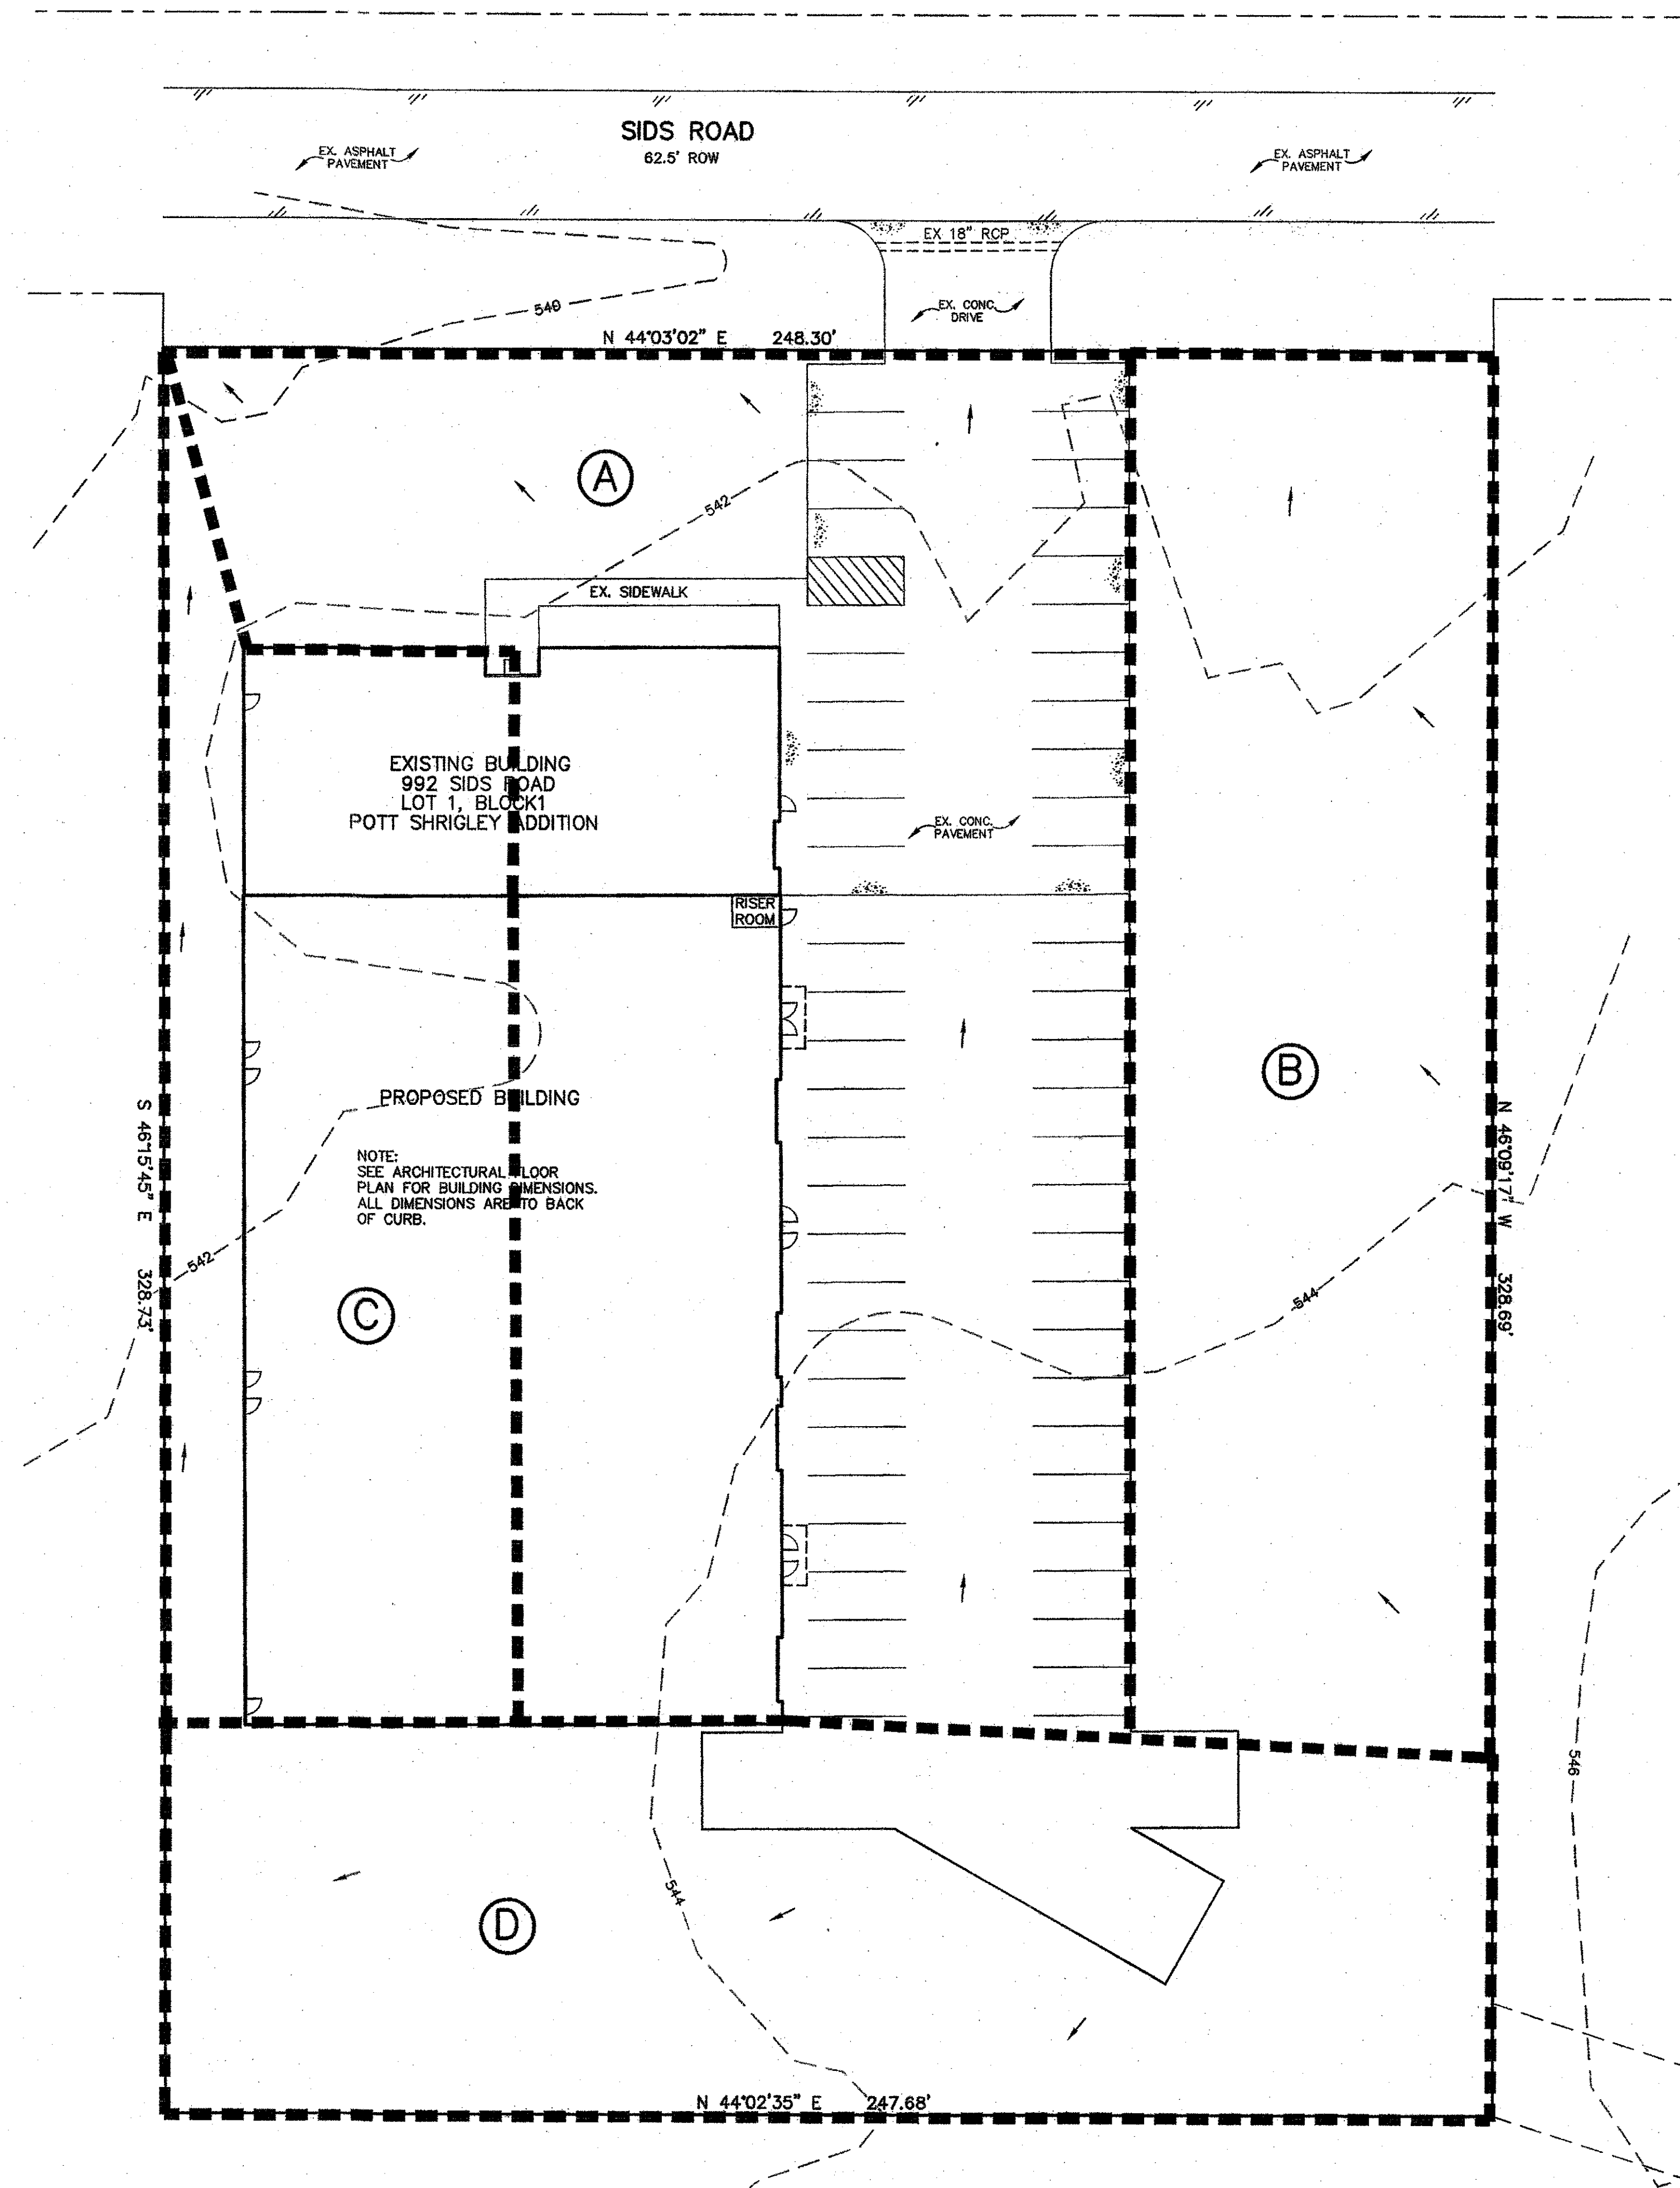 SIDS ROAD
62.5' ROW
EX. ASPHALT
PAVEMENT
EX. ASPHALT
PAVEMENT
EX 18" RCP
540
EX. CONC.
DRIVE
N 44°03'02" E 248.30'
A
542
EX. SIDEWALK
EXISTING BUILDING
992 SIDS ROAD
LOT 1, BLOCK1
POTT SHRIGLEY ADDITION
EX. CONC.
PAVEMENT
RISER
ROOM
B
PROPOSED BUILDING
NOTE:
SEE ARCHITECTURAL FLOOR
PLAN FOR BUILDING DIMENSIONS.
ALL DIMENSIONS ARE TO BACK
OF CURB.
S 46°15'45" E 328.73'
N 46°09'17" W 328.69'
542
544
C
546
544
D
N 44°02'35" E 247.68'